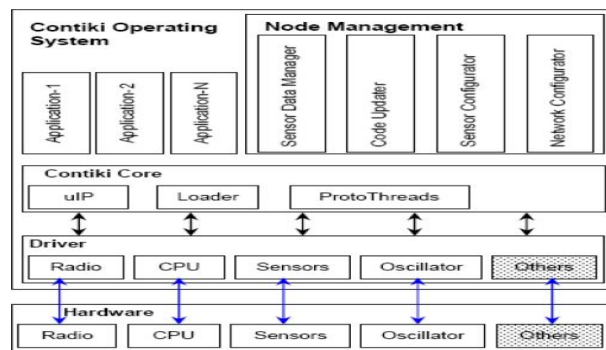 Contiki Operating
System
Node Management
Application-1
Application-2
Application-N
Sensor Data Manager
Code Updater
Sensor Configurator
Network Configurator
Contiki Core
uIP
Loader
ProtoThreads
Driver
Radio
CPU
Sensors
Oscillator
Others
Hardware
Radio
CPU
Sensors
Oscillator
Others